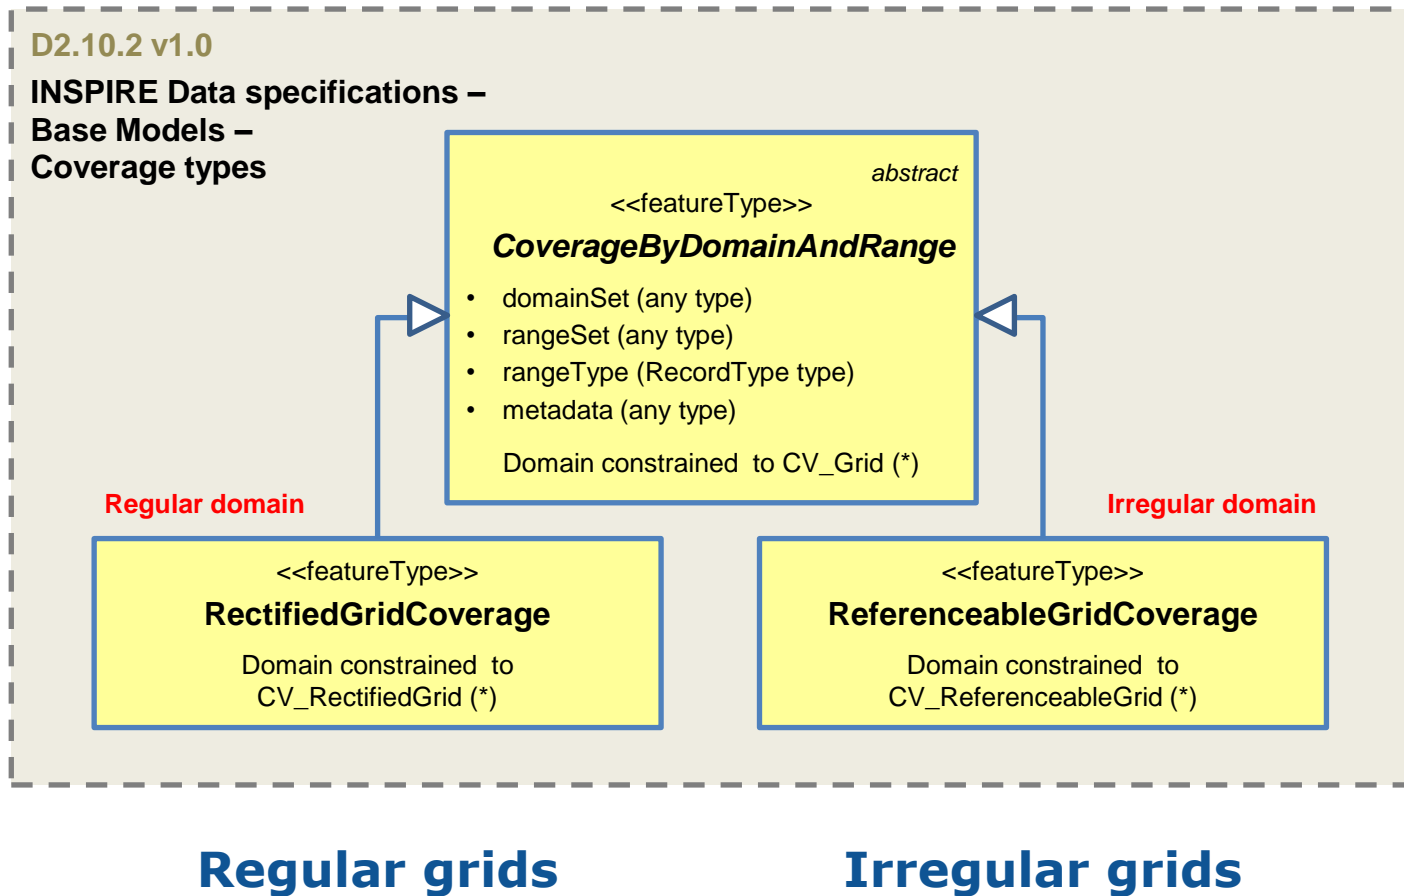 D2.10.2 v1.0
INSPIRE Data specifications –
Base Models –
Coverage types
abstract
<<featureType>>
CoverageByDomainAndRange
• domainSet (any type)
• rangeSet (any type)
• rangeType (RecordType type)
• metadata (any type)
Domain constrained  to CV_Grid (*)
Regular domain
Irregular domain
<<featureType>>
RectifiedGridCoverage
Domain constrained  to
CV_RectifiedGrid (*)
<<featureType>>
ReferenceableGridCoverage
Domain constrained  to
CV_ReferenceableGrid (*)
Regular grids
Irregular grids